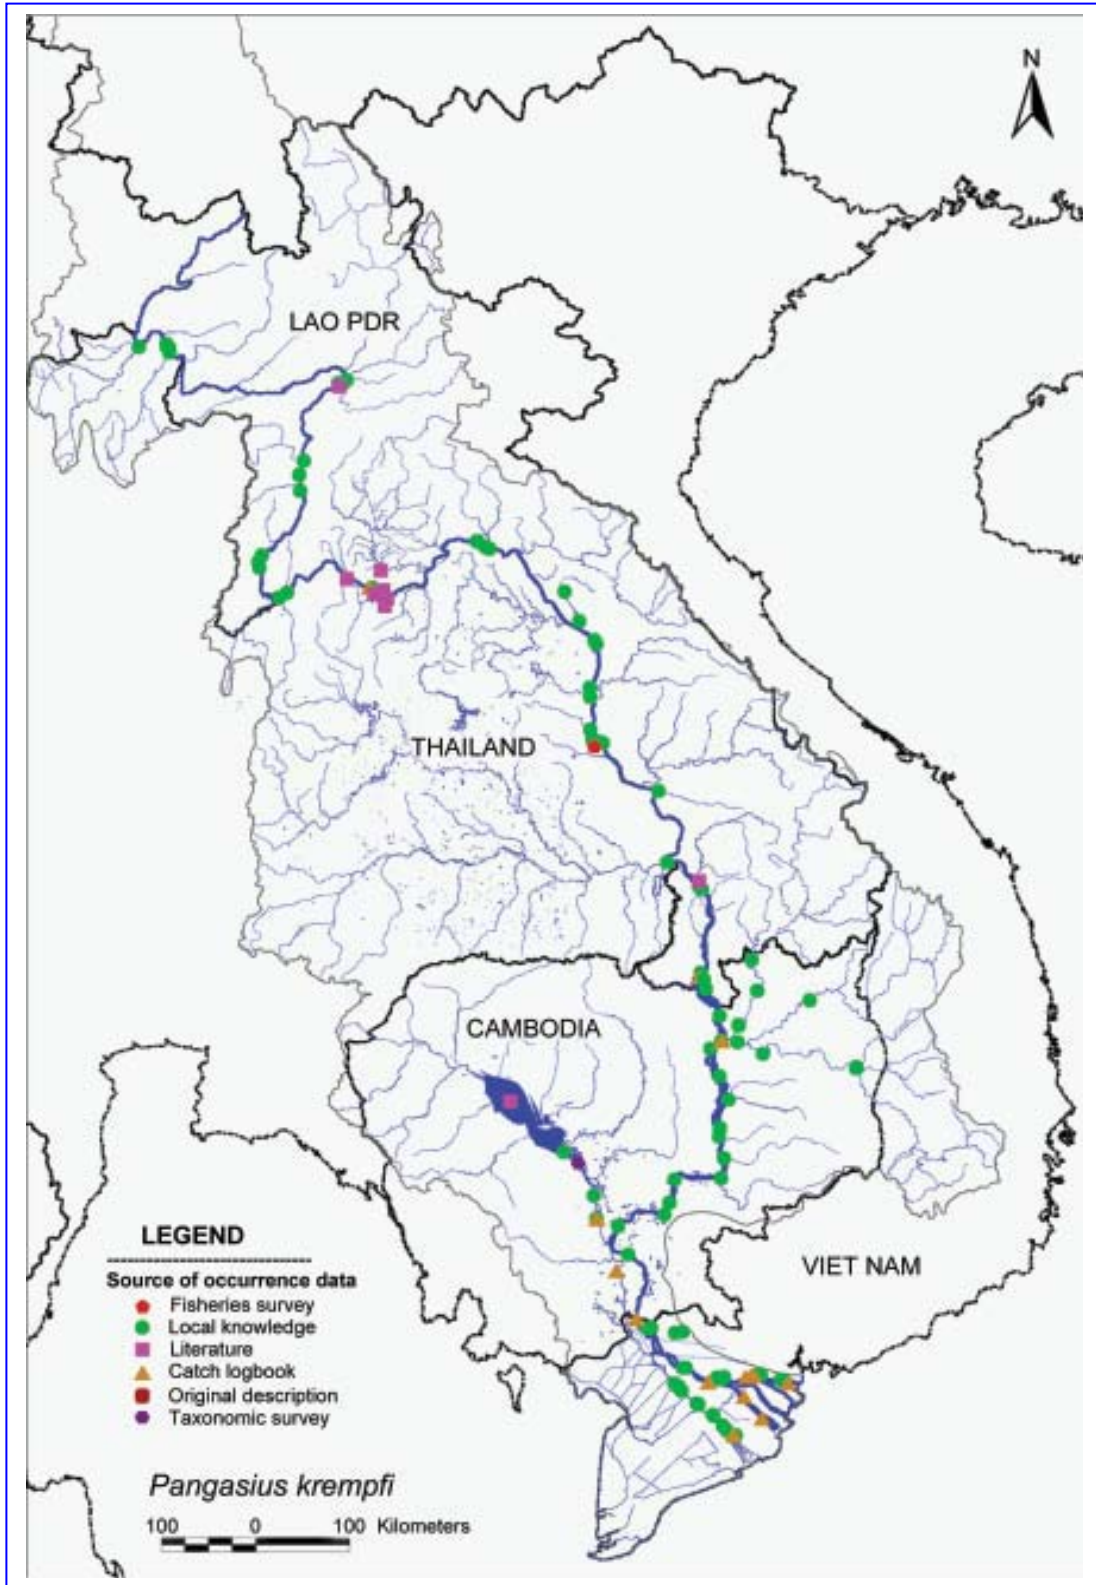 N
LAO PDR
THAILAND
CAMBODIA
VIET NAM
LEGEND
Source of occurrence data
Fisheries survey
Local knowledge
Literature
Catch logbook
Original description
Taxonomic survey
Pangasius krempfi
100 0 100 Kilometers